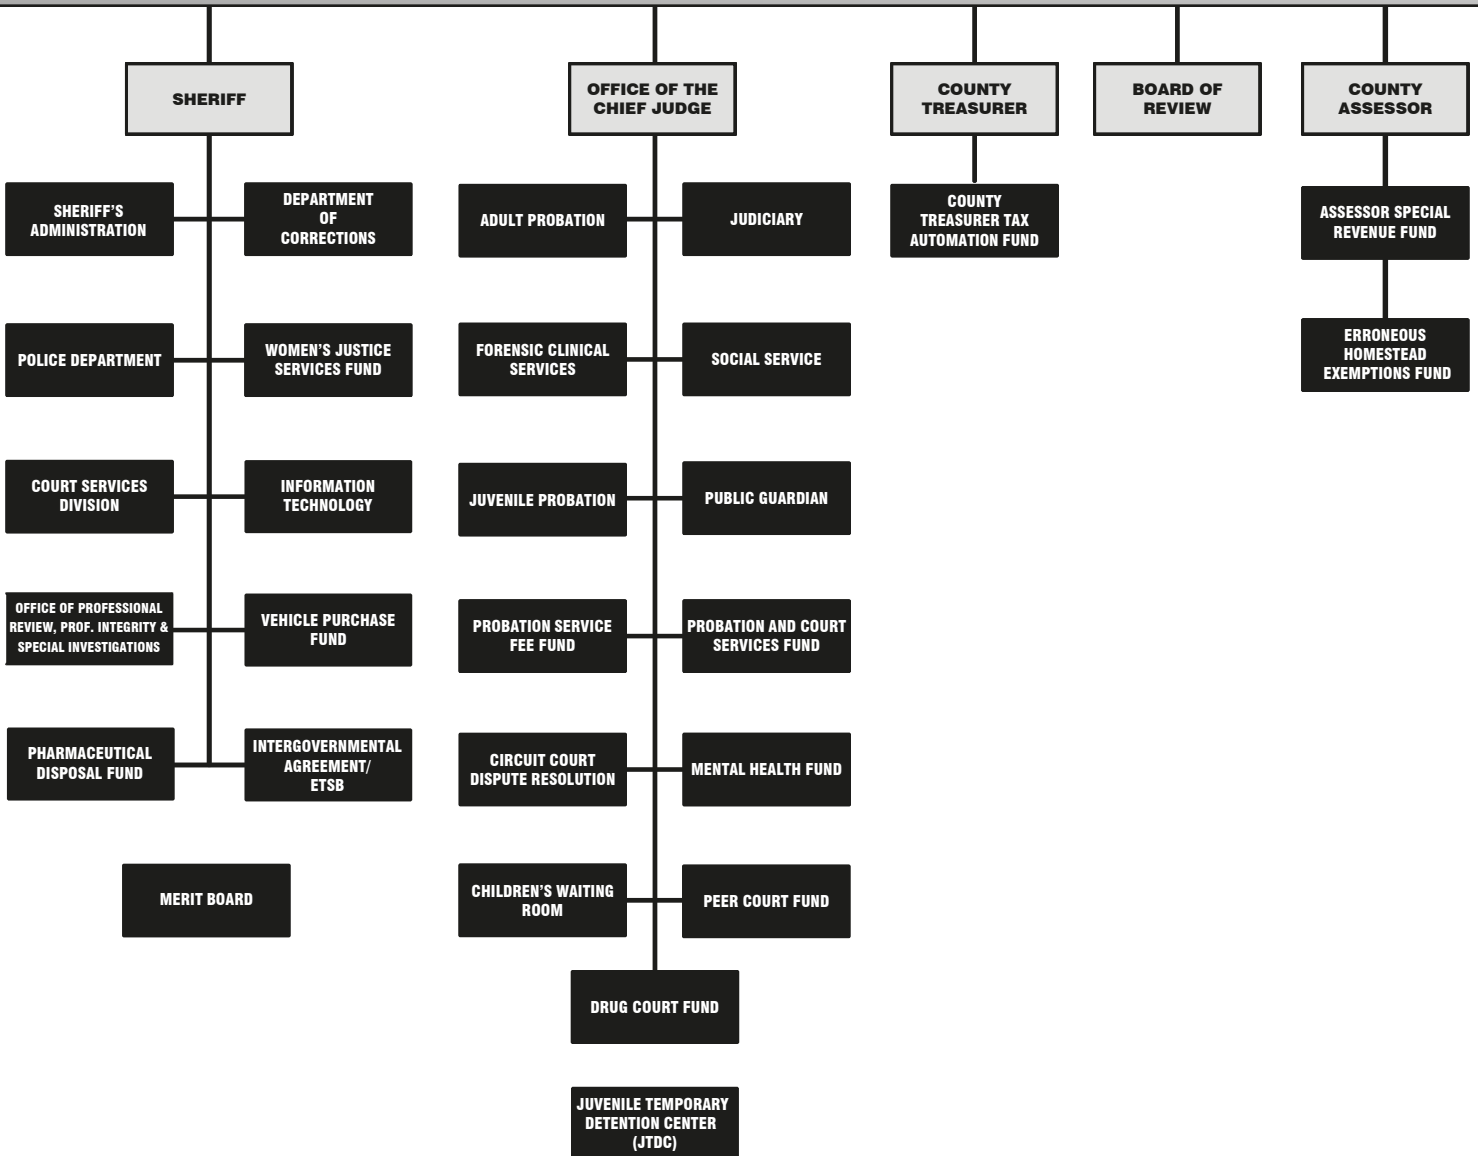 SHERIFF
OFFICE OF THE
CHIEF JUDGE
COUNTY
TREASURER
BOARD OF
REVIEW
COUNTY
ASSESSOR
SHERIFF'S
ADMINISTRATION
DEPARTMENT
OF
CORRECTIONS
POLICE DEPARTMENT
WOMEN'S JUSTICE
SERVICES FUND
COURT SERVICES
DIVISION
INFORMATION
TECHNOLOGY
OFFICE OF PROFESSIONAL
REVIEW, PROF. INTEGRITY &
SPECIAL INVESTIGATIONS
VEHICLE PURCHASE
FUND
PHARMACEUTICAL
DISPOSAL FUND
INTERGOVERNMENTAL
AGREEMENT/
ETSB
MERIT BOARD
ADULT PROBATION
JUDICIARY
FORENSIC CLINICAL
SERVICES
SOCIAL SERVICE
JUVENILE PROBATION
PUBLIC GUARDIAN
PROBATION SERVICE
FEE FUND
PROBATION AND COURT
SERVICES FUND
CIRCUIT COURT
DISPUTE RESOLUTION
MENTAL HEALTH FUND
CHILDREN'S WAITING
ROOM
PEER COURT FUND
DRUG COURT FUND
JUVENILE TEMPORARY
DETENTION CENTER
(JTDC)
COUNTY
TREASURER TAX
AUTOMATION FUND
ASSESSOR SPECIAL
REVENUE FUND
ERRONEOUS
HOMESTEAD
EXEMPTIONS FUND